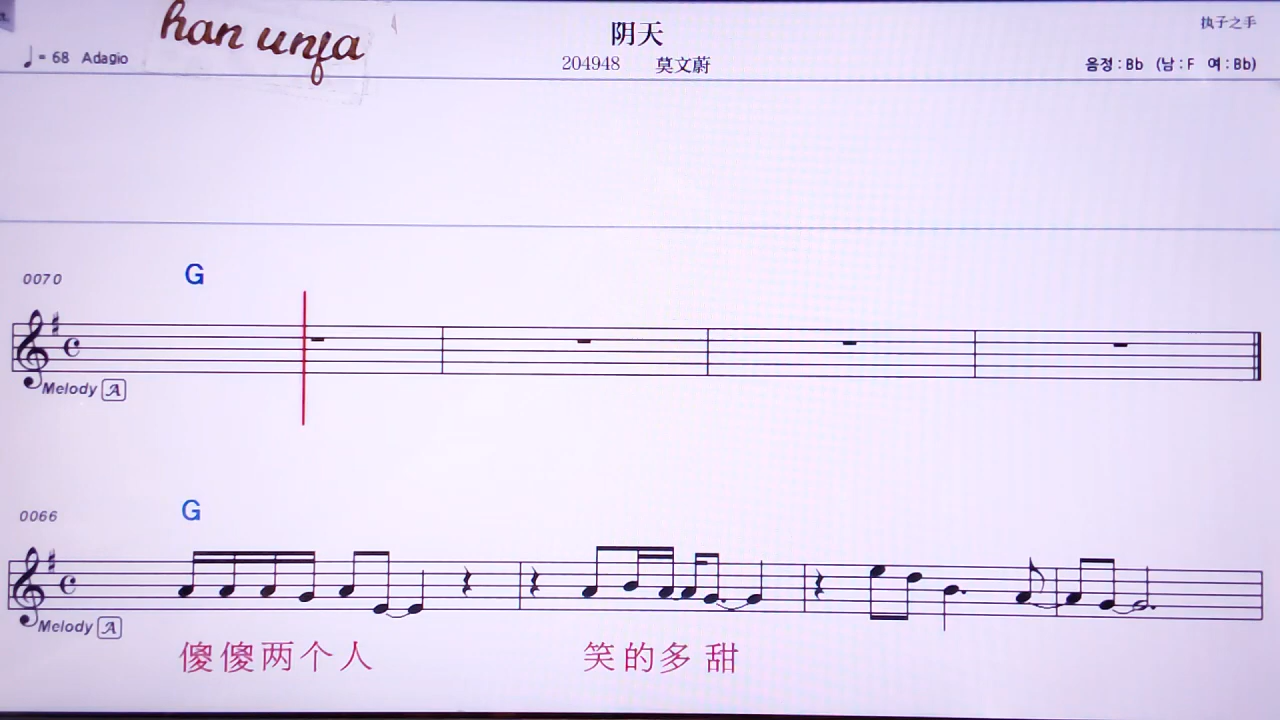 han unfa
阴天
执子之手
♩= 68 Adagio
204948 莫文蔚
음정 : Bb (남 : F 여 : Bb)
0070
G
Melody A
0066
G
Melody A
傻傻两个人 笑的多甜